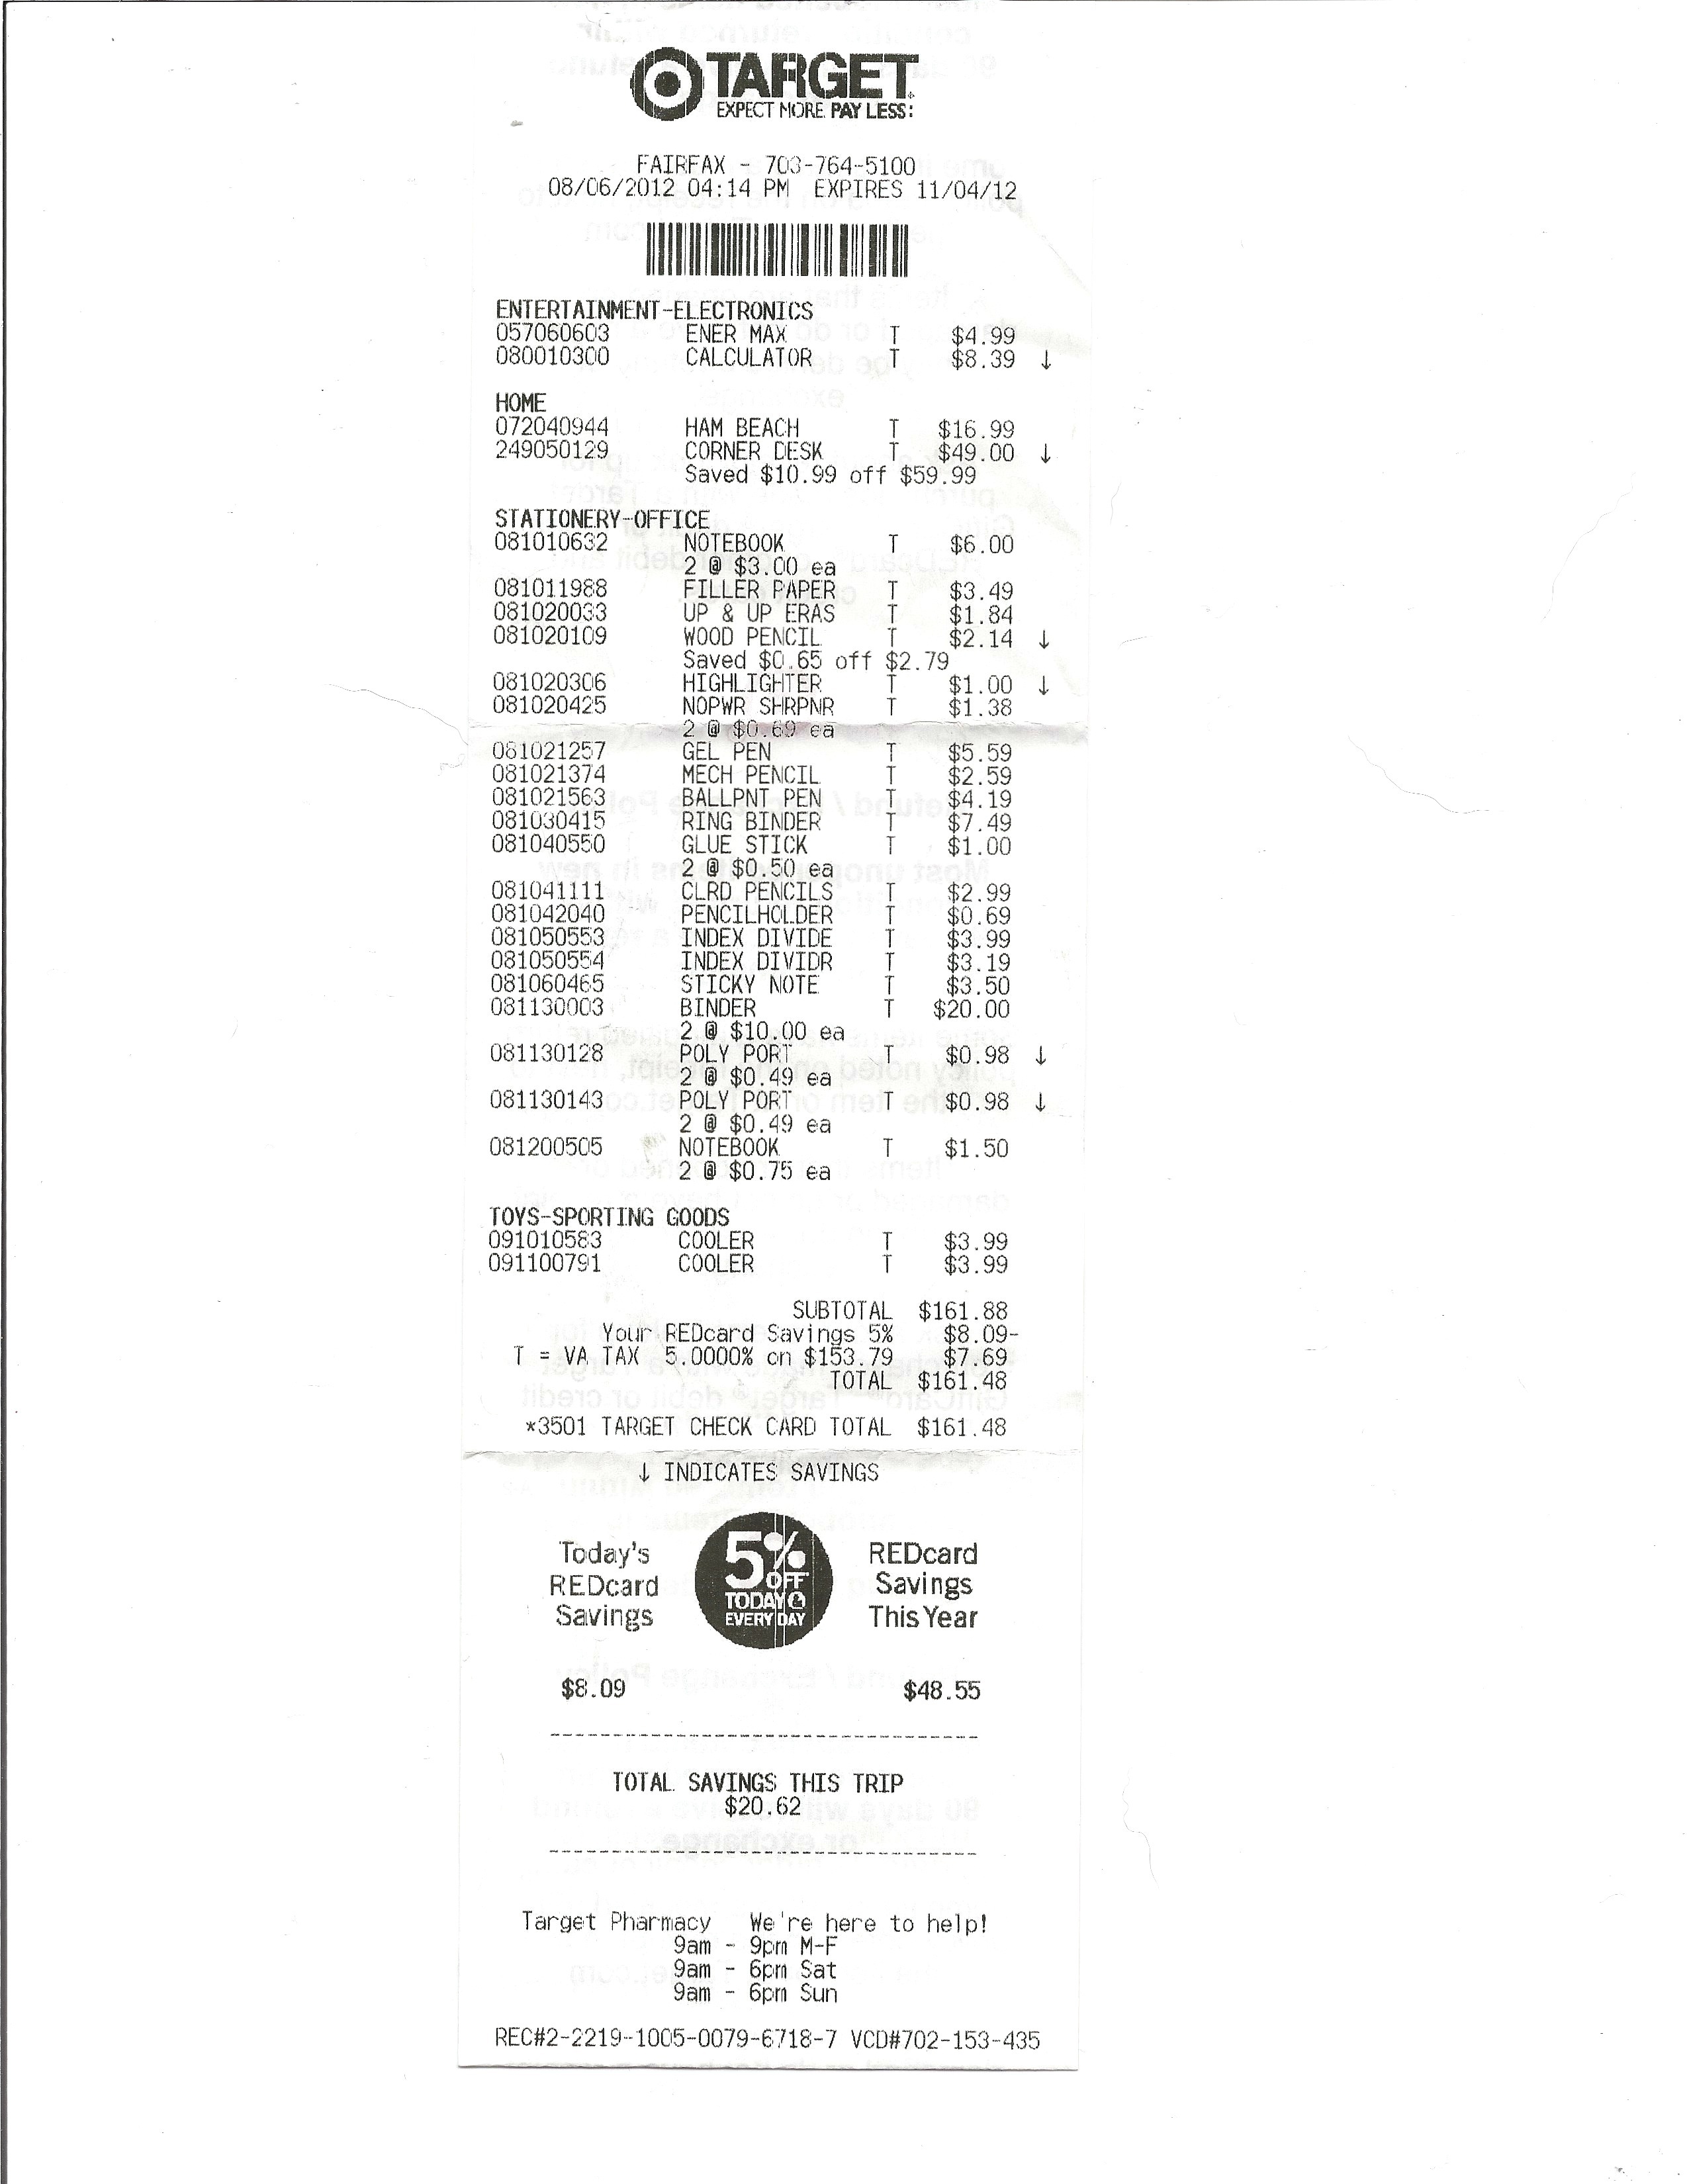 TARGET
EXPECT MORE. PAY LESS.
FAIRFAX - 703-764-5100
08/06/2012 04:14 PM EXPIRES 11/04/12
ENTERTAINMENT-ELECTRONICS
057060603 ENER MAX T $4.99
080010300 CALCULATOR T $8.39 ↓
HOME
072040944 HAM BEACH T $16.99
249050129 CORNER DESK T $49.00 ↓
Saved $10.99 off $59.99
STATIONERY-OFFICE
081010632 NOTEBOOK T $6.00
2 @ $3.00 ea
081011988 FILLER PAPER T $3.49
081020033 UP & UP ERAS T $1.84
081020109 WOOD PENCIL T $2.14 ↓
Saved $0.65 off $2.79
081020306 HIGHLIGHTER T $1.00 ↓
081020425 NOPWR SHRPNR T $1.38
2 @ $0.69 ea
081021257 GEL PEN T $5.59
081021374 MECH PENCIL T $2.59
081021563 BALLPNT PEN T $4.19
081030415 RING BINDER T $7.49
081040550 GLUE STICK T $1.00
2 @ $0.50 ea
081041111 CLRD PENCILS T $2.99
081042040 PENCILHOLDER T $0.69
081050553 INDEX DIVIDE T $3.99
081050554 INDEX DIVIDR T $3.19
081060465 STICKY NOTE T $3.50
081130003 BINDER T $20.00
2 @ $10.00 ea
081130128 POLY PORT T $0.98 ↓
2 @ $0.49 ea
081130143 POLY PORT T $0.98 ↓
2 @ $0.49 ea
081200505 NOTEBOOK T $1.50
2 @ $0.75 ea
TOYS-SPORTING GOODS
091010583 COOLER T $3.99
091100791 COOLER T $3.99
SUBTOTAL $161.88
Your REDcard Savings 5% $8.09-
T = VA TAX 5.0000% on $153.79 $7.69
TOTAL $161.48
*3501 TARGET CHECK CARD TOTAL $161.48
↓ INDICATES SAVINGS
Today's REDcard Savings
5% OFF TODAY & EVERY DAY
REDcard Savings This Year
$8.09 $48.55
TOTAL SAVINGS THIS TRIP
$20.62
Target Pharmacy We're here to help!
9am - 9pm M-F
9am - 6pm Sat
9am - 6pm Sun
REC#2-2219-1005-0079-6718-7 VCD#702-153-435